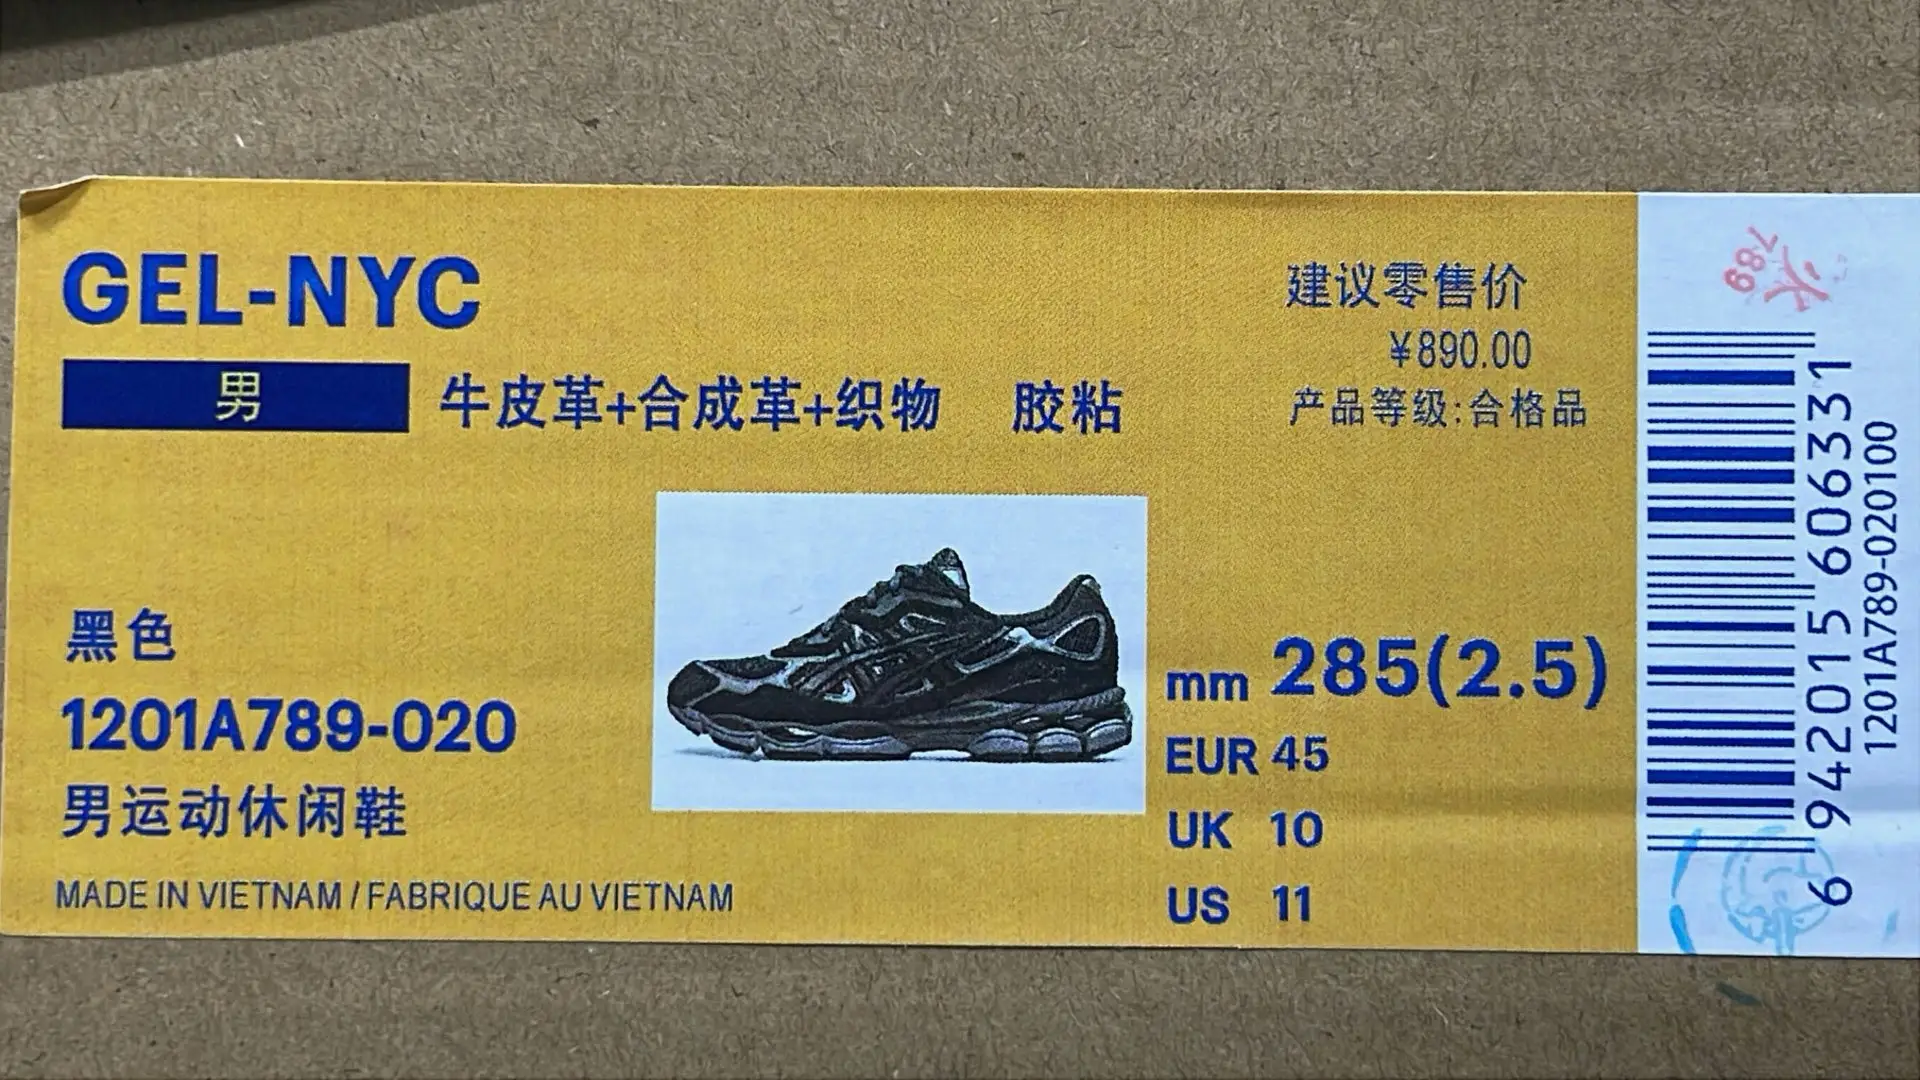 GEL-NYC
男
牛皮革+合成革+织物 胶粘
建议零售价
¥890.00
产品等级:合格品
黑色
1201A789-020
男运动休闲鞋
MADE IN VIETNAM / FABRIQUE AU VIETNAM
mm 285(2.5)
EUR 45
UK 10
US 11
789
6 942015 606331
1201A789-020100